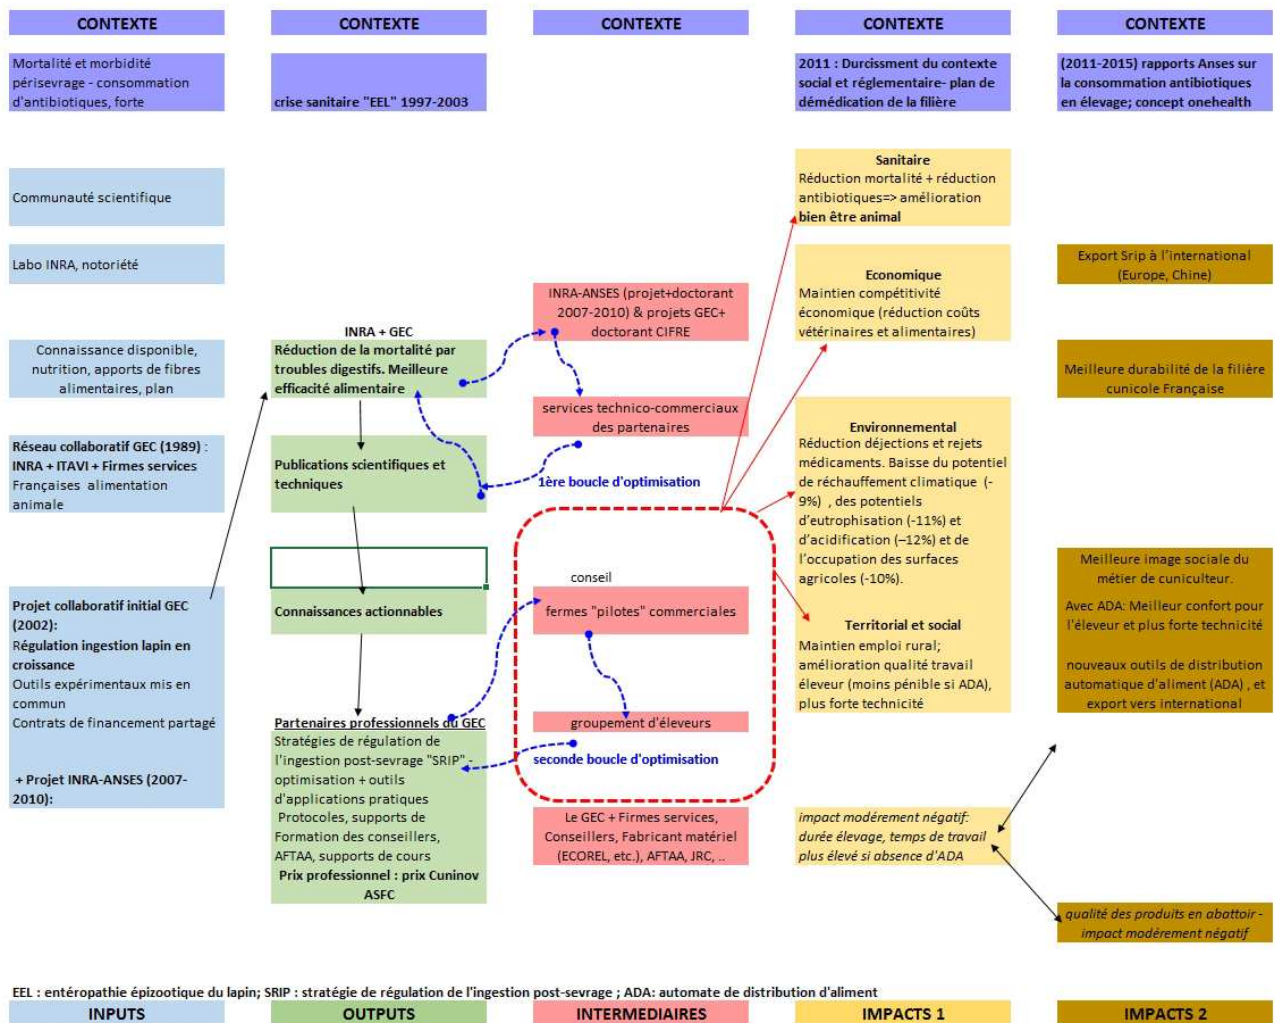 CONTEXTE
CONTEXTE
CONTEXTE
CONTEXTE
CONTEXTE
Mortalité et morbidité
périsevrage - consommation
d'antibiotiques, forte
crise sanitaire "EEL" 1997-2003
2011 : Durcissment du contexte
social et réglementaire- plan de
démédication de la filière
(2011-2015) rapports Anses sur
la consommation antibiotiques
en élevage; concept onehealth
Communauté scientifique
Labo INRA, notoriété
Connaissance disponible,
nutrition, apports de fibres
alimentaires, plan
Réseau collaboratif GEC (1989) :
INRA + ITAVI + Firmes services
Françaises alimentation
animale
Projet collaboratif initial GEC
(2002):
Régulation ingestion lapin en
croissance
Outils expérimentaux mis en
commun
Contrats de financement partagé
+ Projet INRA-ANSES (2007-
2010):
INRA + GEC
Réduction de la mortalité par
troubles digestifs. Meilleure
efficacité alimentaire
Publications scientifiques et
techniques
Connaissances actionnables
Partenaires professionnels du GEC
Stratégies de régulation de
l'ingestion post-sevrage "SRIP" -
optimisation + outils
d'applications pratiques
Protocoles, supports de
Formation des conseillers,
AFTAA, supports de cours
Prix professionnel : prix Cuninov
ASFC
INRA-ANSES (projet+doctorant
2007-2010) & projets GEC+
doctorant CIFRE
services technico-commerciaux
des partenaires
1ère boucle d'optimisation
conseil
fermes "pilotes" commerciales
groupement d'éleveurs
seconde boucle d'optimisation
Le GEC + Firmes services,
Conseillers, Fabricant matériel
(ECOREL, etc.), AFTAA, JRC, ..
Sanitaire
Réduction mortalité + réduction
antibiotiques=> amélioration
bien être animal
Economique
Maintien compétitivité
économique (réduction coûts
vétérinaires et alimentaires)
Environnemental
Réduction déjections et rejets
médicaments. Baisse du potentiel
de réchauffement climatique (-
9%) , des potentiels
d'eutrophisation (-11%) et
d'acidification (–12%) et de
l'occupation des surfaces
agricoles (-10%).
Territorial et social
Maintien emploi rural;
amélioration qualité travail
éleveur (moins pénible si ADA),
plus forte technicité
impact modérement négatif:
durée élevage, temps de travail
plus élevé si absence d'ADA
Export Srip à l'international
(Europe, Chine)
Meilleure durabilité de la filière
cunicole Française
Meilleure image sociale du
métier de cuniculteur.
Avec ADA: Meilleur confort pour
l'éleveur et plus forte technicité
nouveaux outils de distribution
automatique d'aliment (ADA) , et
export vers international
qualité des produits en abattoir -
impact modérement négatif
EEL : entéropathie épizootique du lapin; SRIP : stratégie de régulation de l'ingestion post-sevrage ; ADA: automate de distribution d'aliment
INPUTS
OUTPUTS
INTERMEDIAIRES
IMPACTS 1
IMPACTS 2